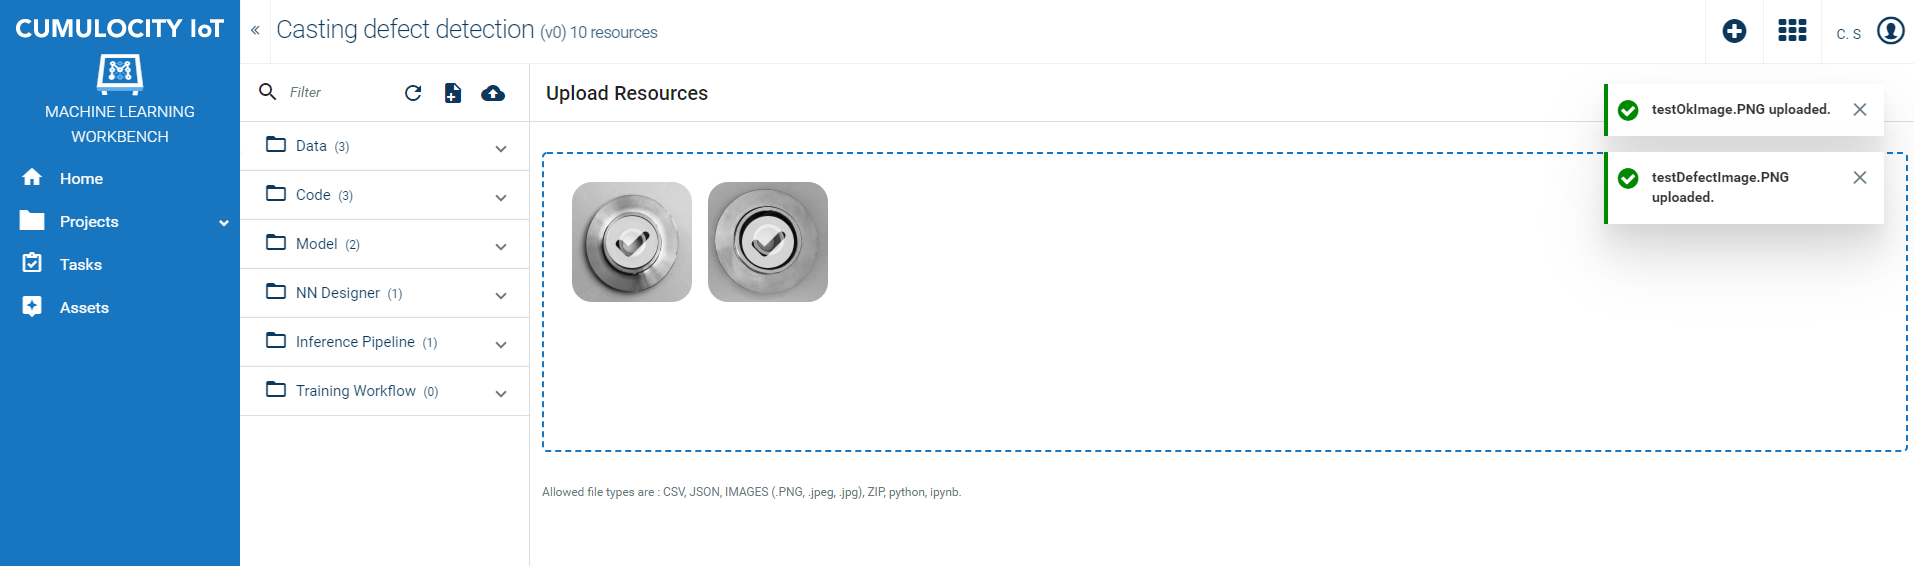 CUMULOCITY IoT
MACHINE LEARNING
WORKBENCH
Home
Projects
Tasks
Assets
«
Casting defect detection (v0) 10 resources
C. S
Filter
Data (3)
Code (3)
Model (2)
NN Designer (1)
Inference Pipeline (1)
Training Workflow (0)
Upload Resources
testOkImage.PNG uploaded.
testDefectImage.PNG
uploaded.
Allowed file types are : CSV, JSON, IMAGES (.PNG, .jpeg, .jpg), ZIP, python, ipynb.